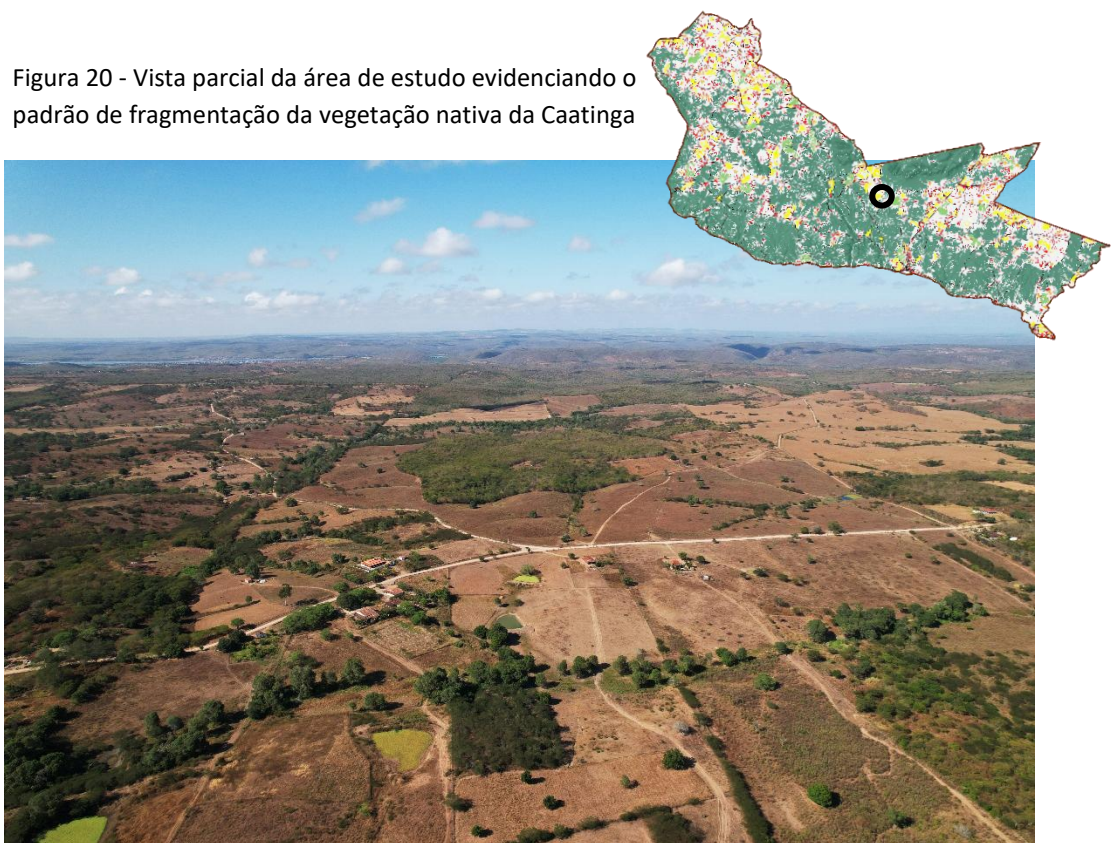 Figura 20 - Vista parcial da área de estudo evidenciando o
padrão de fragmentação da vegetação nativa da Caatinga